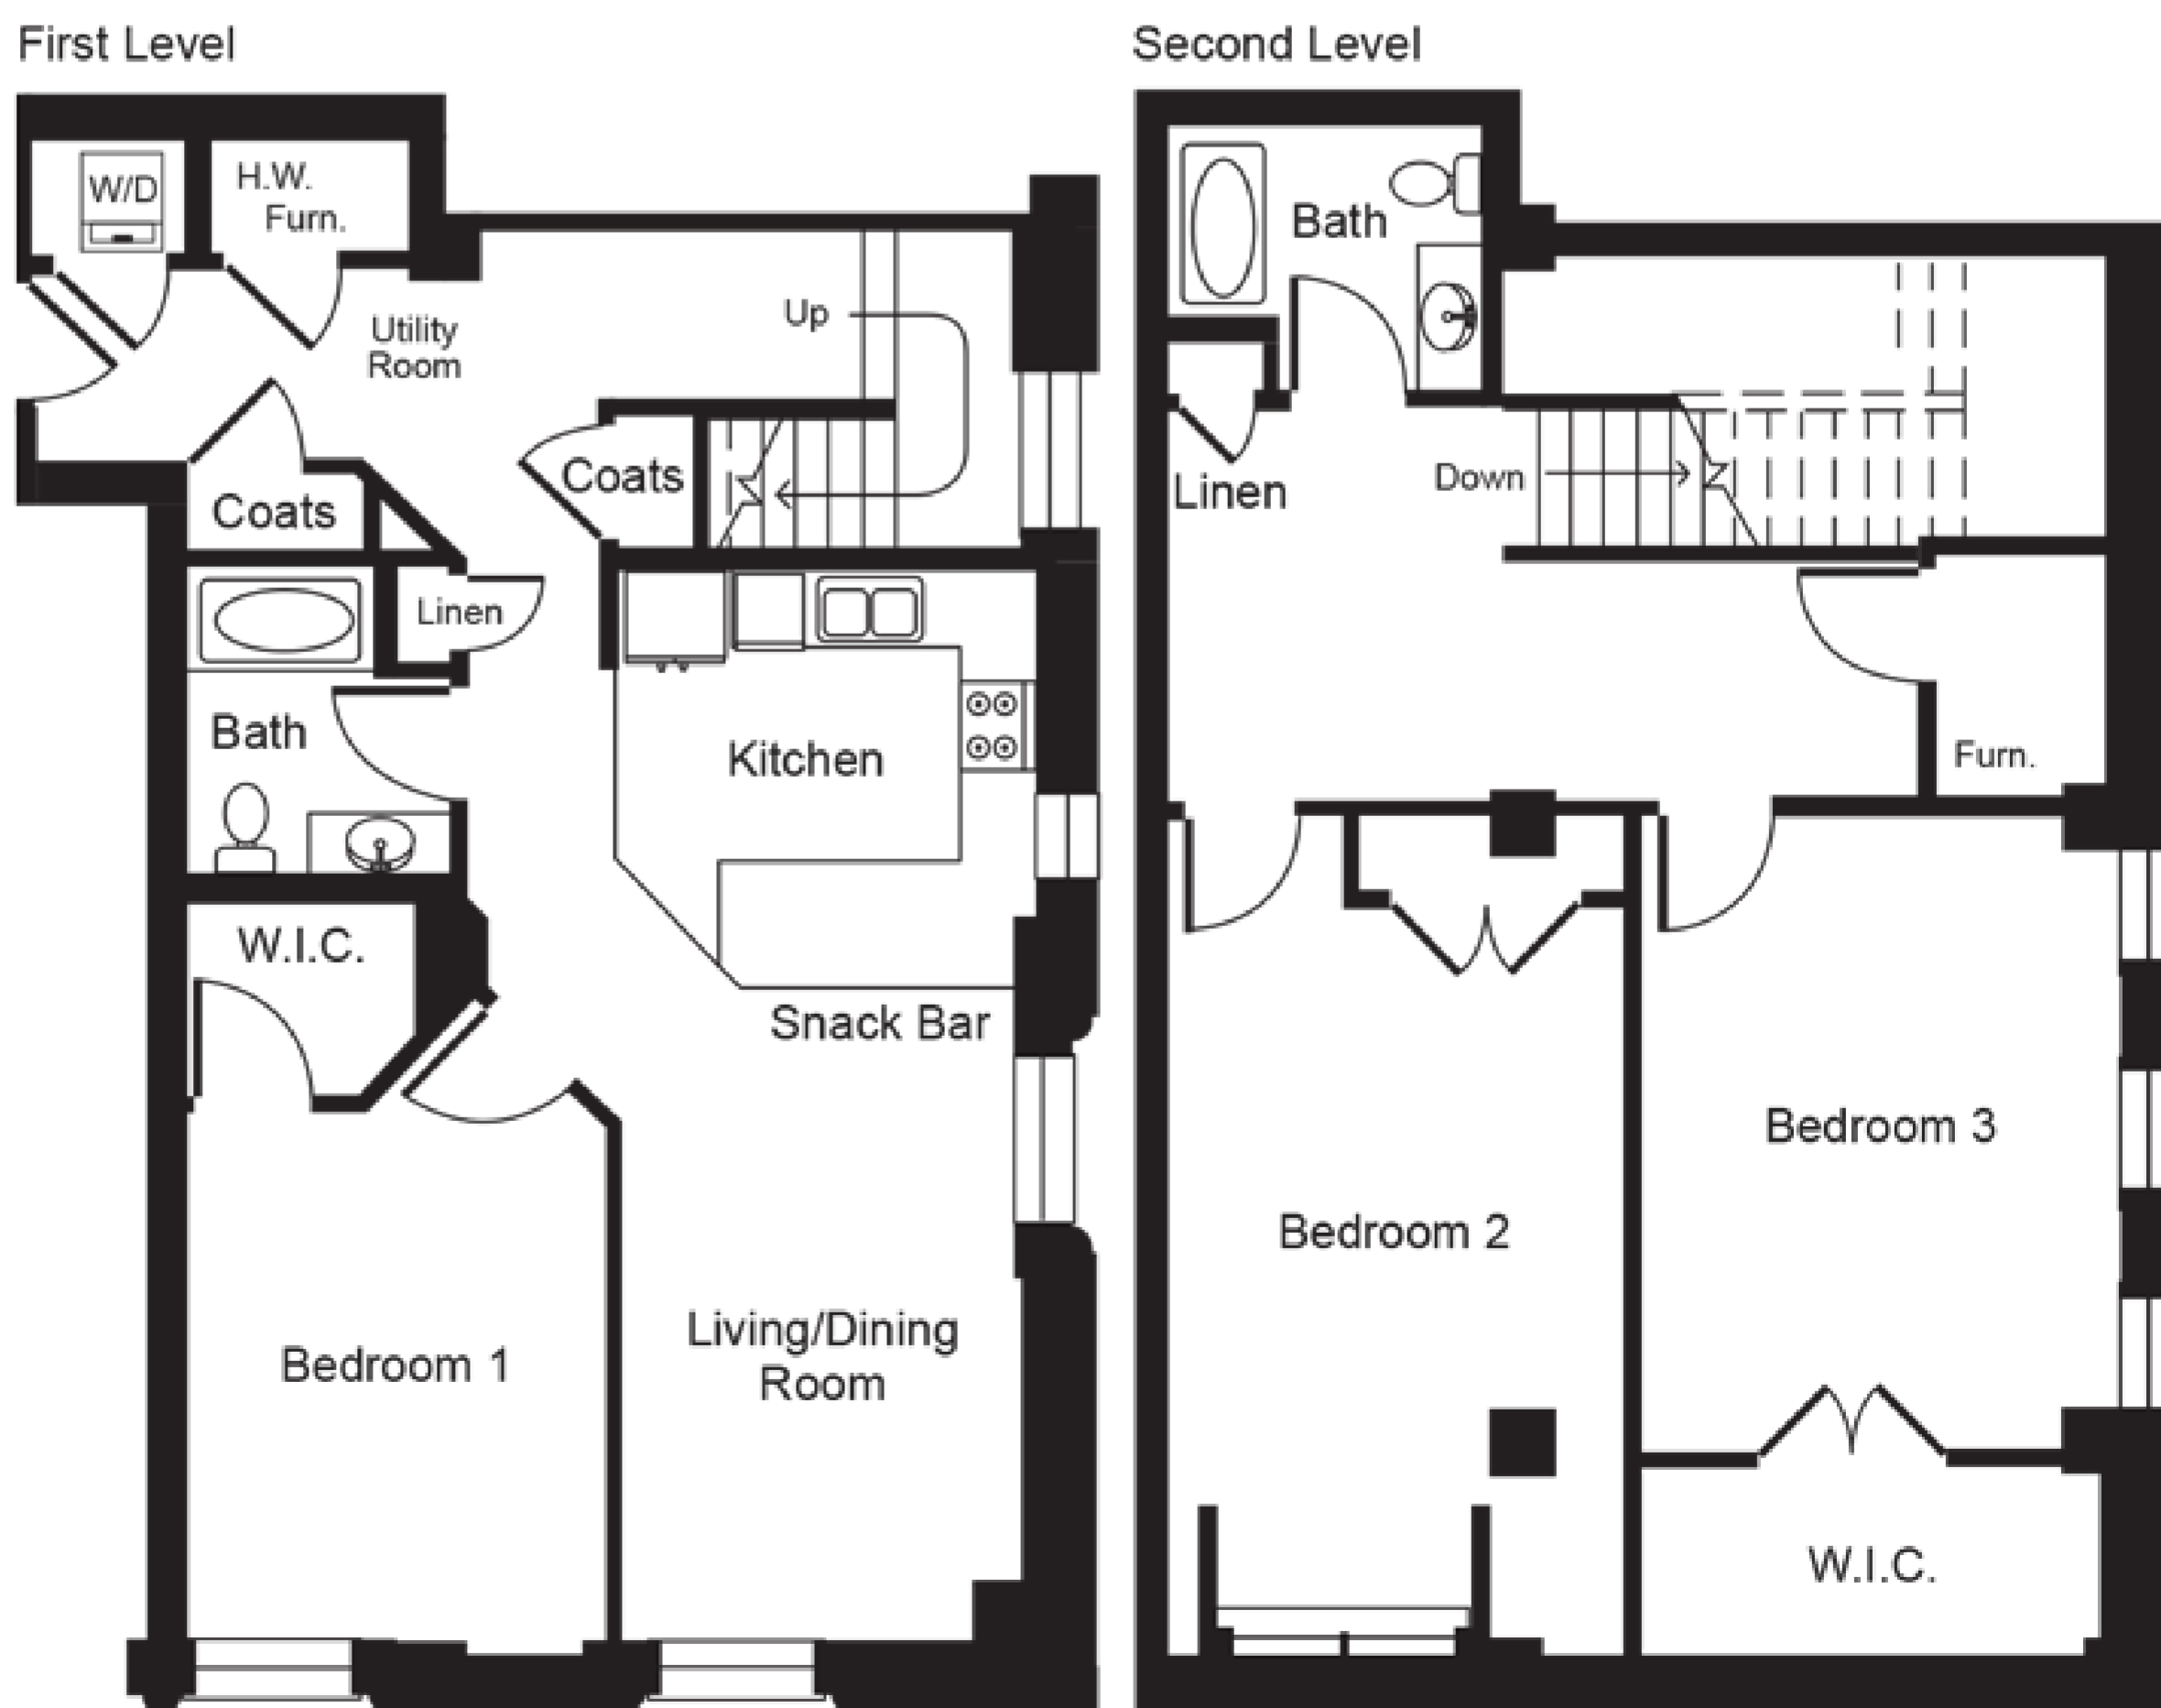 First Level
W/D
H.W.
Furn.
Utility
Room
Up
Coats
Coats
Linen
Bath
Kitchen
W.I.C.
Snack Bar
Bedroom 1
Living/Dining
Room
Second Level
Bath
Linen
Down
Furn.
Bedroom 3
Bedroom 2
W.I.C.